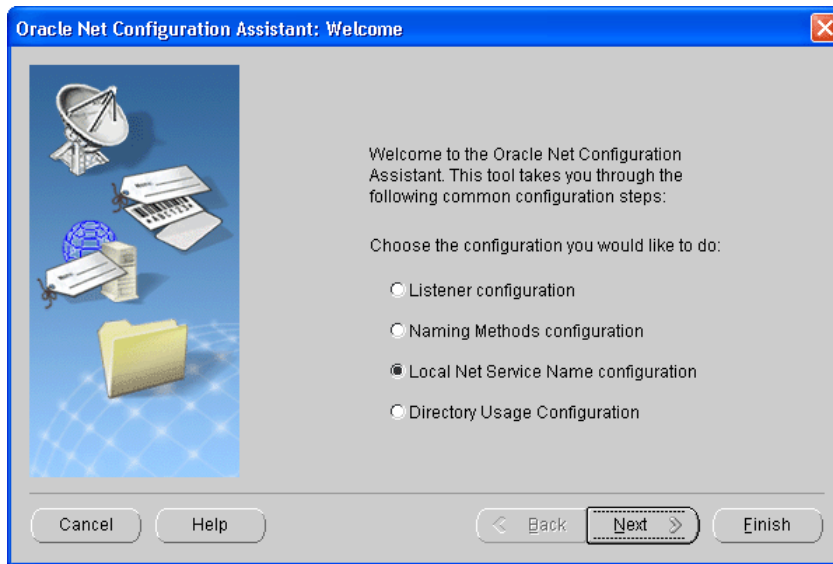 Oracle Net Configuration Assistant: Welcome
Welcome to the Oracle Net Configuration
Assistant. This tool takes you through the
following common configuration steps:
Choose the configuration you would like to do:
Listener configuration
Naming Methods configuration
Local Net Service Name configuration
Directory Usage Configuration
Cancel
Help
Back
Next
Finish